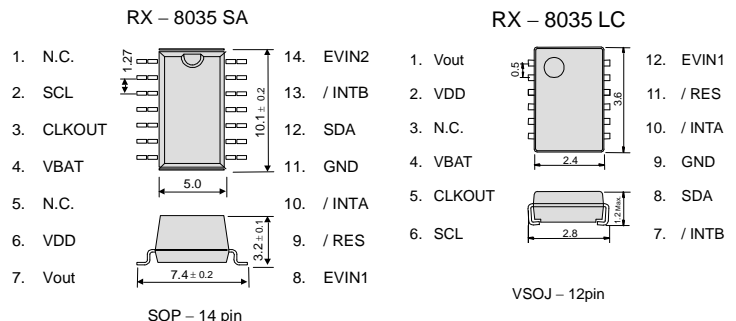 RX – 8035 SA
1. N.C.
2. SCL
3. CLKOUT
4. VBAT
5. N.C.
6. VDD
7. Vout
14. EVIN2
13. / INTB
12. SDA
11. GND
10. / INTA
9. / RES
8. EVIN1
1.27
10.1 ± 0.2
5.0
3.2 ± 0.1
7.4 ± 0.2
SOP – 14 pin
RX – 8035 LC
1. Vout
2. VDD
3. N.C.
4. VBAT
5. CLKOUT
6. SCL
12. EVIN1
11. / RES
10. / INTA
9. GND
8. SDA
7. / INTB
0.5
3.6
2.4
1.2 Max.
2.8
VSOJ – 12pin